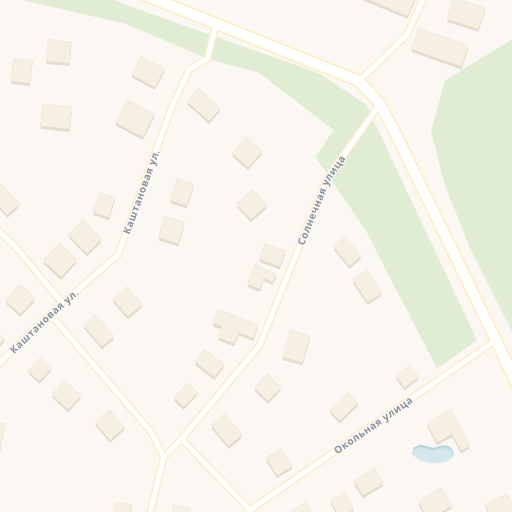 Каштановая ул.
Солнечная улица
Каштановая ул.
Окольная улица